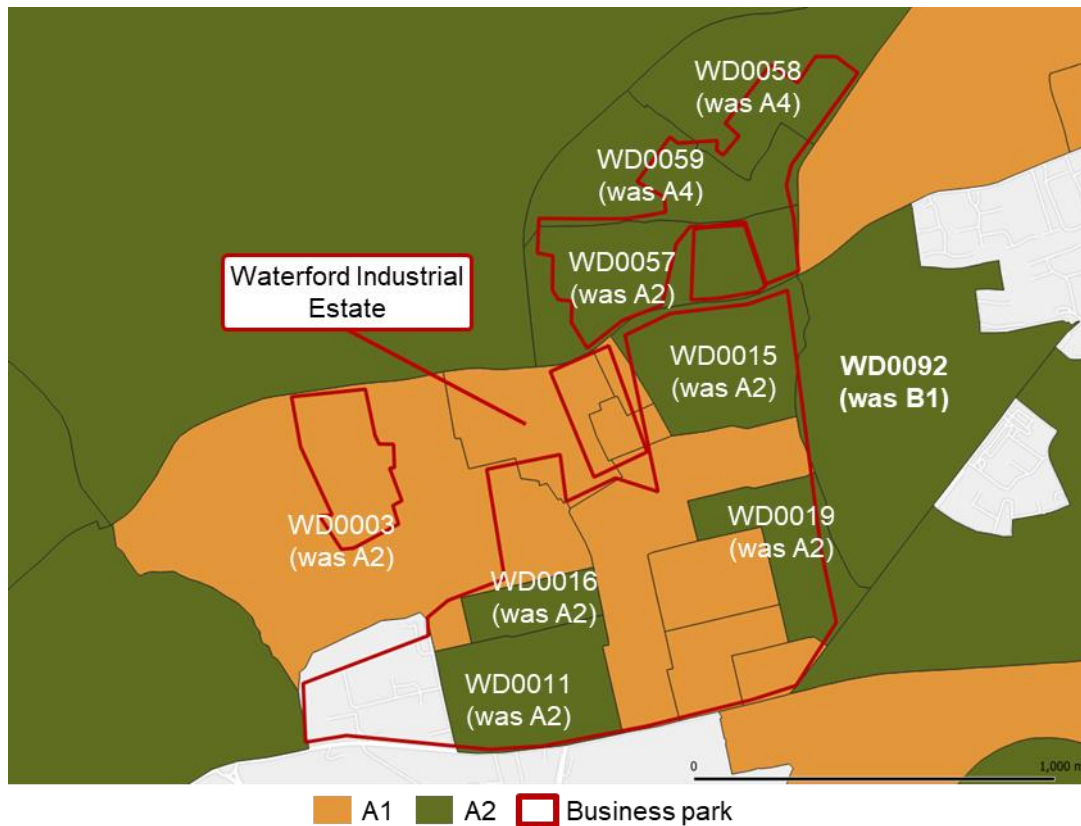 WD0058
(was A4)
WD0059
(was A4)
Waterford Industrial
Estate
WD0057
(was A2)
WD0015
(was A2)
WD0092
(was B1)
WD0003
(was A2)
WD0019
(was A2)
WD0016
(was A2)
WD0011
(was A2)
0 1,000 m
A1 A2 Business park